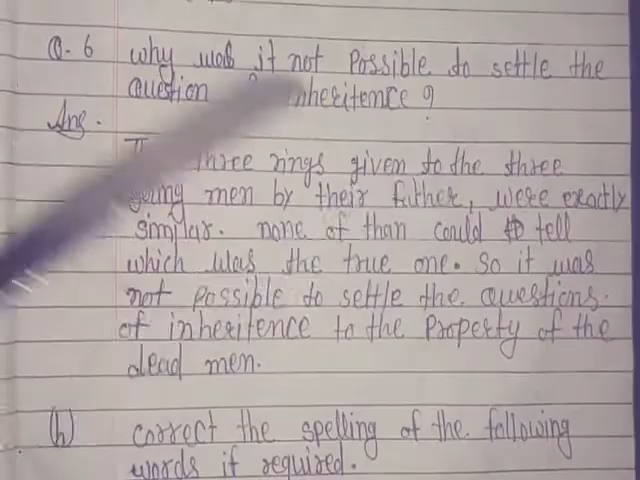 Q. 6 why was it not Possible to settle the
question inheritence ?
Ans.
three rings given to the three
young men by their futher, were exactly
similar. none of than could tell
which was the true one. so it was
not possible to settle the questions.
of inheritence to the Property of the
dead men.
(h) correct the spelling of the following
words if required.